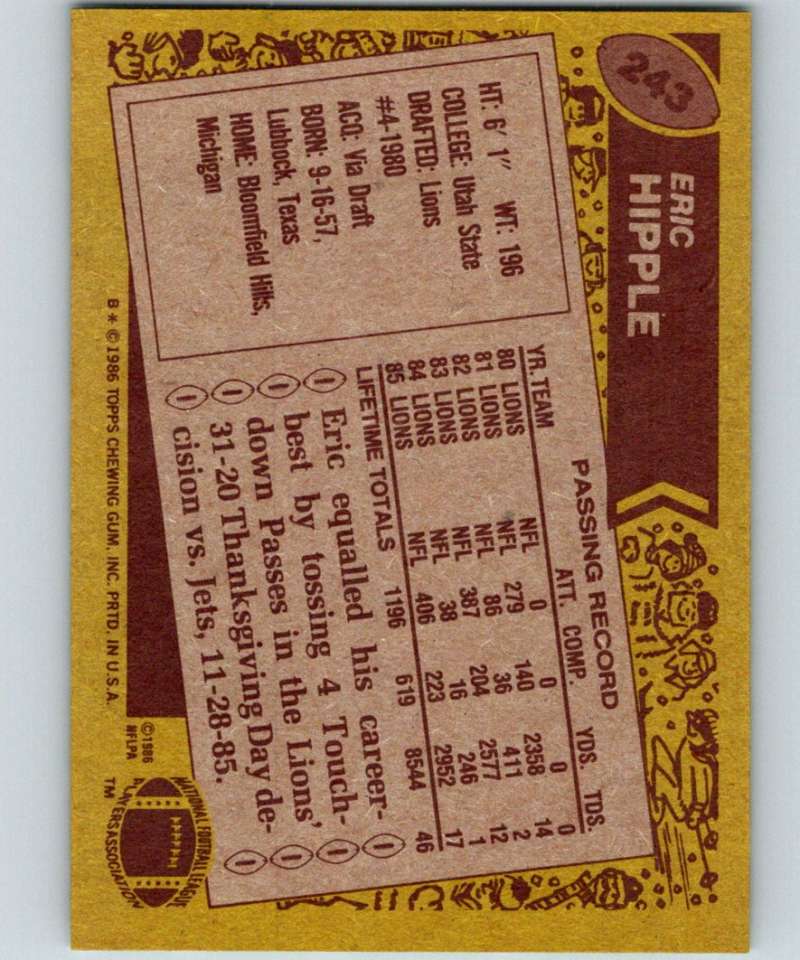 243
ERIC
HIPPLE
HT: 6' 1" WT: 196
COLLEGE: Utah State
DRAFTED: Lions
#4-1980
ACQ: Via Draft
BORN: 9-16-57,
Lubbock, Texas
HOME: Bloomfield Hills,
Michigan
PASSING RECORD
YR. TEAM ATT. COMP. YDS. TDS.
80 LIONS NFL 0 0 0 0
81 LIONS NFL 279 140 2358 14
82 LIONS NFL 86 36 411 2
83 LIONS NFL 387 204 2577 12
84 LIONS NFL 38 16 246 1
85 LIONS NFL 406 223 2952 17
LIFETIME TOTALS 1196 619 8544 46
Eric equalled his career-
best by tossing 4 Touch-
down Passes in the Lions'
31-20 Thanksgiving Day de-
cision vs. Jets, 11-28-85.
B * © 1986 TOPPS CHEWING GUM, INC. PRTD. IN U.S.A.
© 1986
NFLPA
NATIONAL FOOTBALL LEAGUE
PLAYERS ASSOCIATION
TM